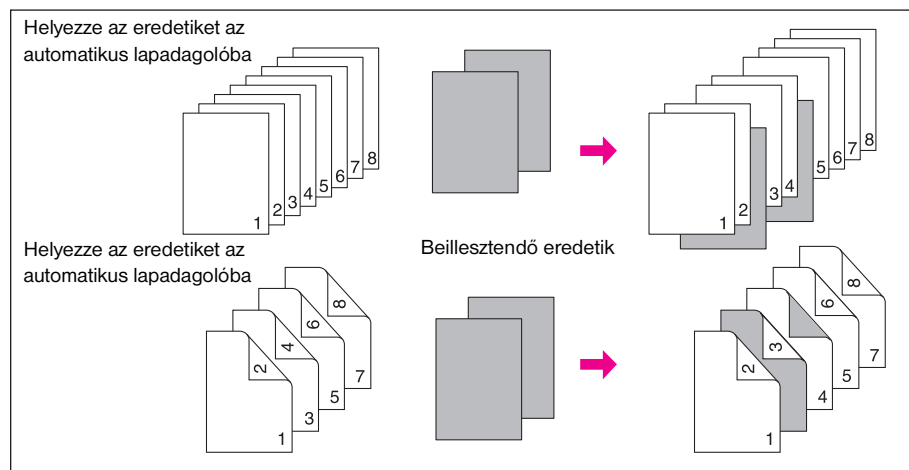 Helyezze az eredetiket az
automatikus lapadagolóba
1 2 3 4 5 6 7 8
1 2 3 4 5 6 7 8
Helyezze az eredetiket az
automatikus lapadagolóba
Beillesztendő eredetik
1 2 3 4 5 6 7 8
1 2 3 4 5 6 7 8